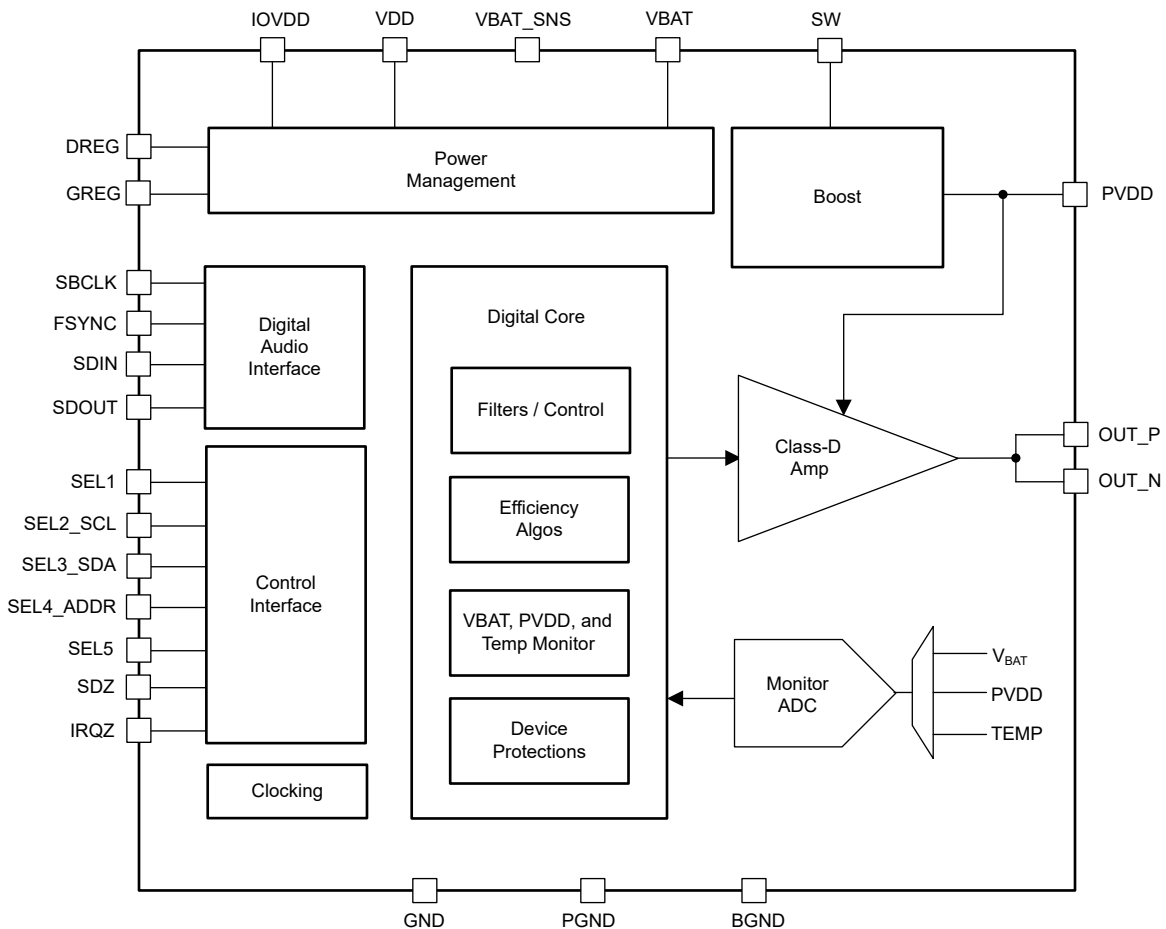 IOVDD
VDD
VBAT_SNS
VBAT
SW
DREG
GREG
Power
Management
Boost
PVDD
SBCLK
FSYNC
SDIN
SDOUT
Digital
Audio
Interface
Digital Core
Filters / Control
Efficiency
Algos
VBAT, PVDD, and
Temp Monitor
Device
Protections
Class-D
Amp
OUT_P
OUT_N
SEL1
SEL2_SCL
SEL3_SDA
SEL4_ADDR
SEL5
SDZ
IRQZ
Control
Interface
Clocking
Monitor
ADC
VBAT
PVDD
TEMP
GND
PGND
BGND